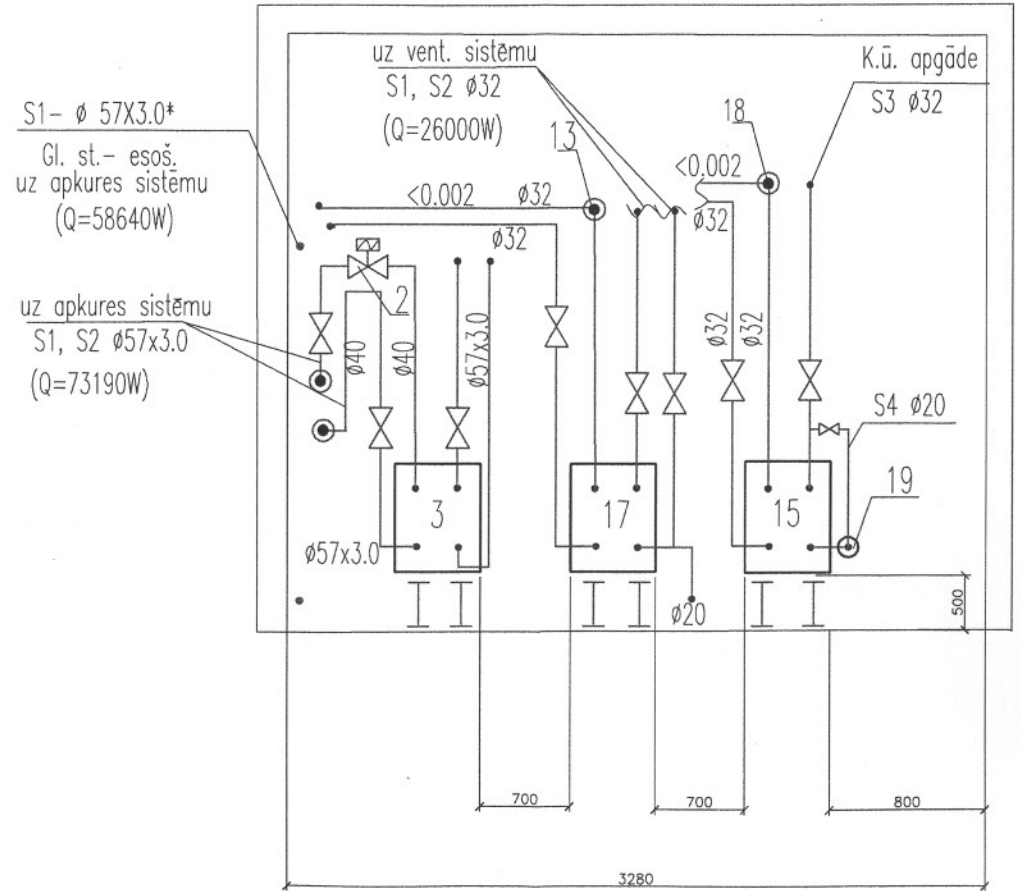 uz vent. sistēmu
S1, S2 ø32
(Q=26000W)
K.ū. apgāde
S3 ø32
S1- ø 57X3.0*
Gl. st.- esoš.
uz apkures sistēmu
(Q=58640W)
13
18
<0.002 ø32
<0.002
ø32
ø32
2
uz apkures sistēmu
S1, S2 ø57x3.0
(Q=73190W)
ø40
ø40
ø57x3.0
ø32
ø32
S4 ø20
19
3
17
15
ø57x3.0
ø20
500
700
700
800
3280